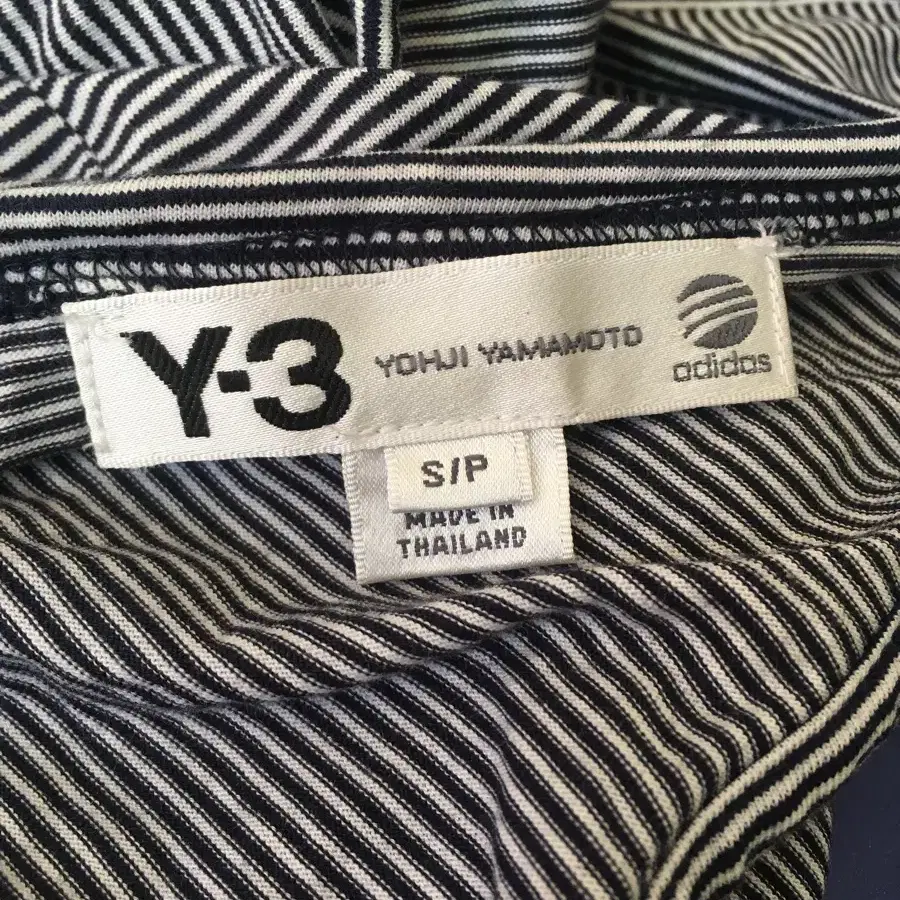 Y-3 YOHJI YAMAMOTO adidas
S/P
MADE IN
THAILAND